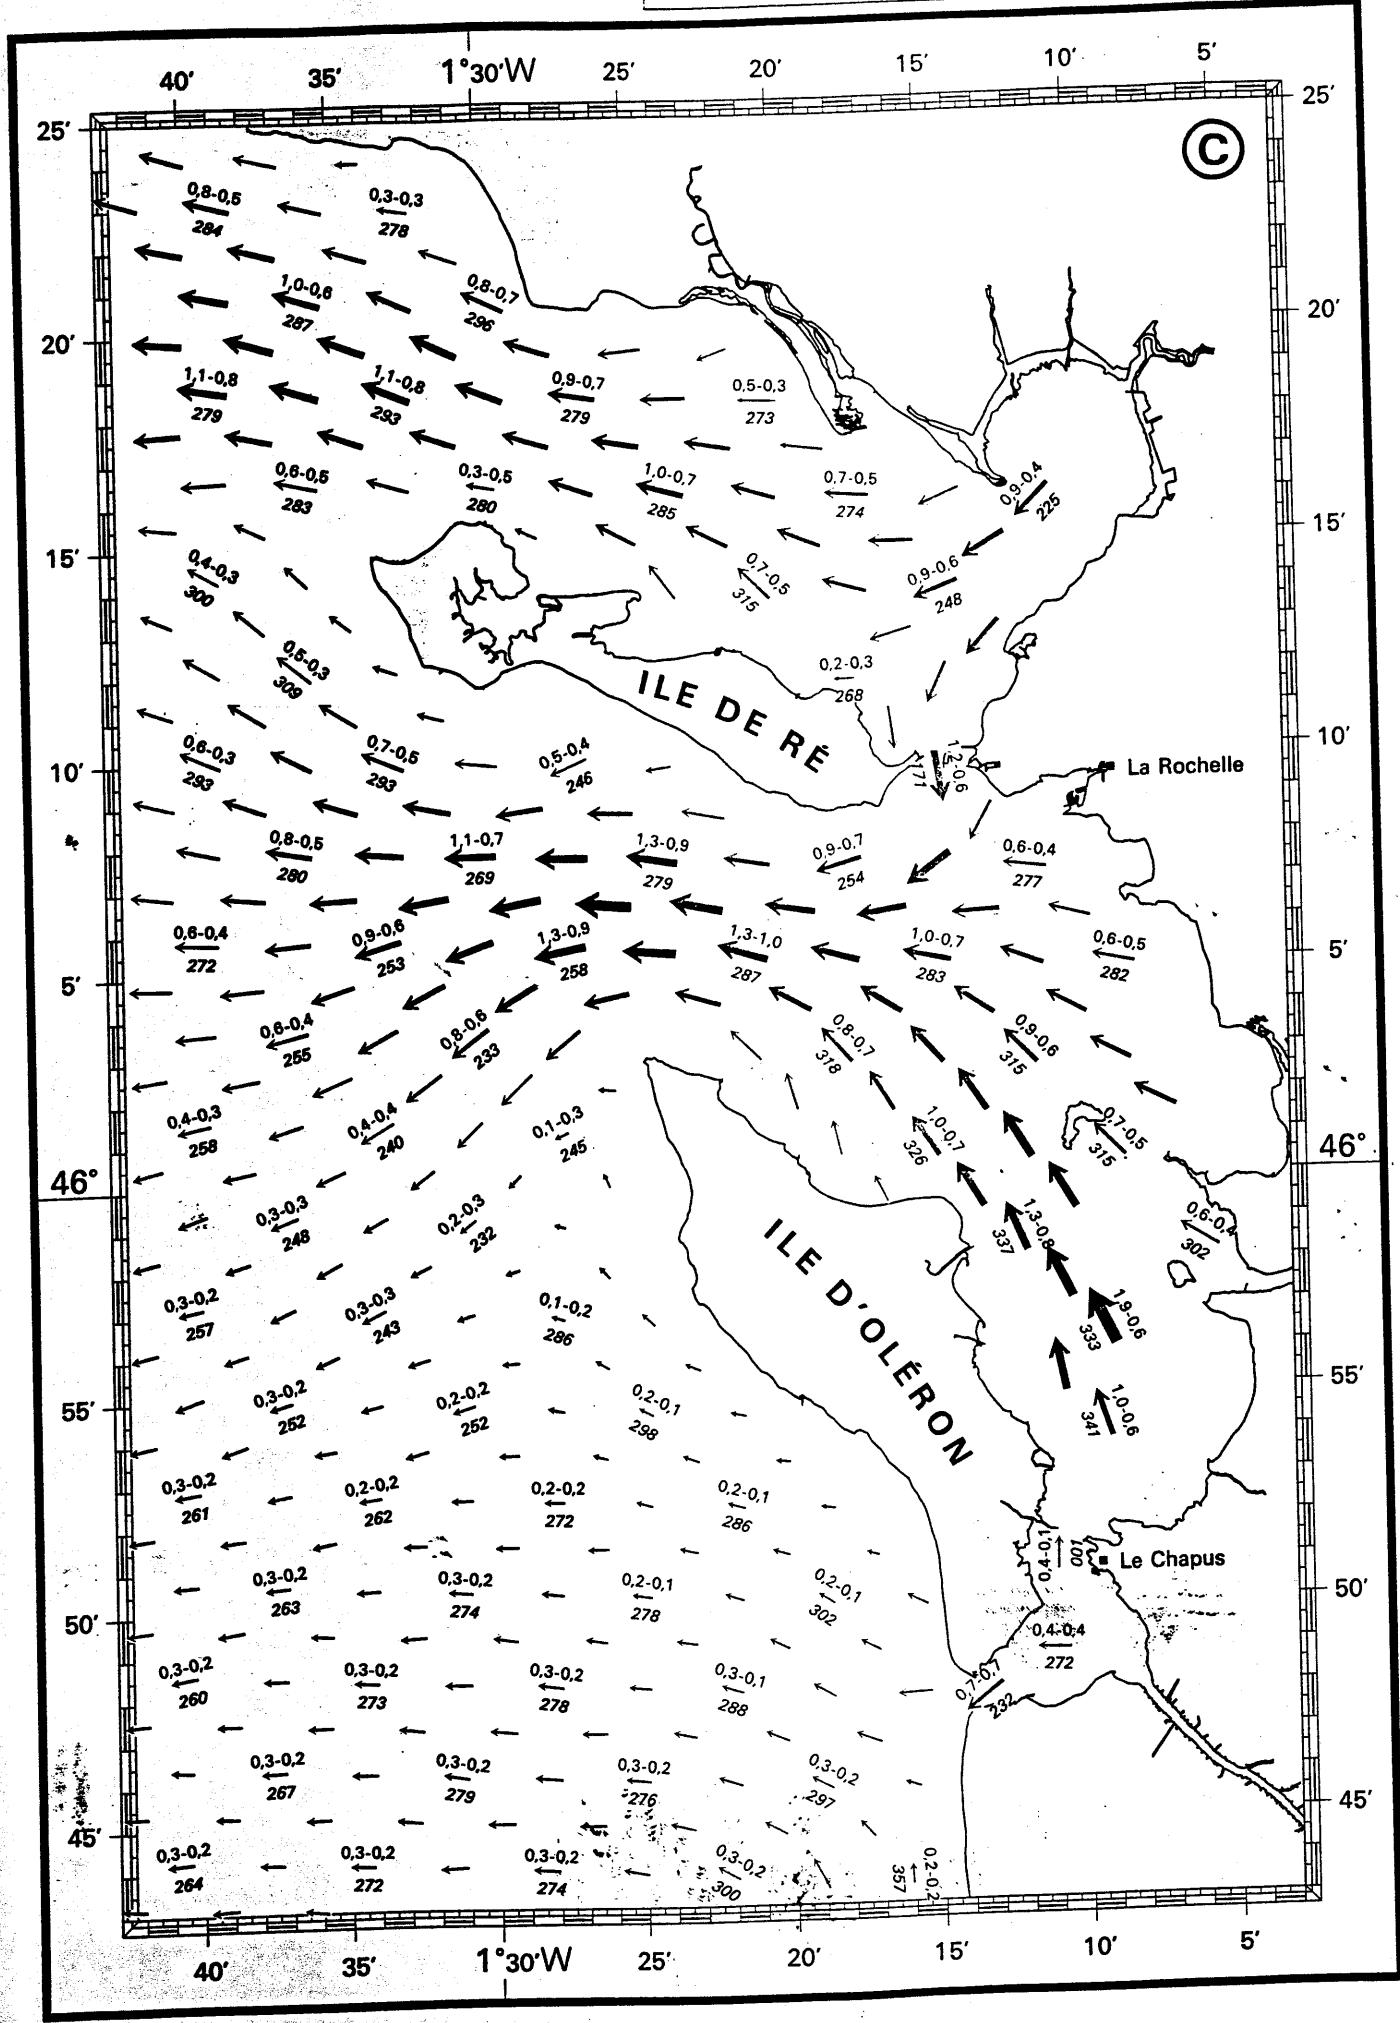 40′ 35′ 1°30′W 25′ 20′ 15′ 10′ 5′
25′ 25′
C
0,8-0,5 0,3-0,3
284 278
1,0-0,6 0,8-0,7
287 296
20′ 20′
1,1-0,8 1,1-0,8 0,9-0,7 0,5-0,3
279 293 279 273
0,6-0,5 0,3-0,5 1,0-0,7 0,7-0,5 0,9-0,4
283 280 285 274 225
15′ 15′
0,4-0,3 0,7-0,5 0,9-0,6
300 315 248
0,5-0,3 0,2-0,3
309 268
ILE DE RÉ
10′ 10′
0,6-0,3 0,7-0,5 0,5-0,4 1,2-0,6
293 293 246 171
La Rochelle
0,8-0,5 1,1-0,7 1,3-0,9 0,9-0,7 0,6-0,4
280 269 279 254 277
0,6-0,4 0,9-0,6 1,3-0,9 1,3-1,0 1,0-0,7 0,6-0,5
272 253 258 287 283 282
5′ 5′
0,6-0,4 0,8-0,6 0,8-0,7 0,9-0,6
255 233 318 315
0,4-0,3 0,4-0,4 0,1-0,3 1,0-0,7 0,7-0,5
258 240 245 326 315
46° 46°
0,3-0,3 0,2-0,3 1,3-0,8 0,6-0,4
248 232 337 302
ILE D'OLÉRON
0,3-0,2 0,3-0,3 0,1-0,2 1,9-0,6
257 243 286 333
55′ 55′
0,3-0,2 0,2-0,2 0,2-0,1 1,0-0,6
252 252 298 341
0,3-0,2 0,2-0,2 0,2-0,2 0,2-0,1
261 262 272 286
0,4-0,1
001
Le Chapus
0,3-0,2 0,3-0,2 0,2-0,1 0,2-0,1
263 274 278 302
50′ 50′
0,4-0,4
272
0,3-0,2 0,3-0,2 0,3-0,2 0,3-0,1 0,7-0,7
260 273 278 288 232
0,3-0,2 0,3-0,2 0,3-0,2 0,3-0,2
267 279 276 297
45′ 45′
0,3-0,2 0,3-0,2 0,3-0,2 0,3-0,2 0,2-0,2
264 272 274 300 357
40′ 35′ 1°30′W 25′ 20′ 15′ 10′ 5′